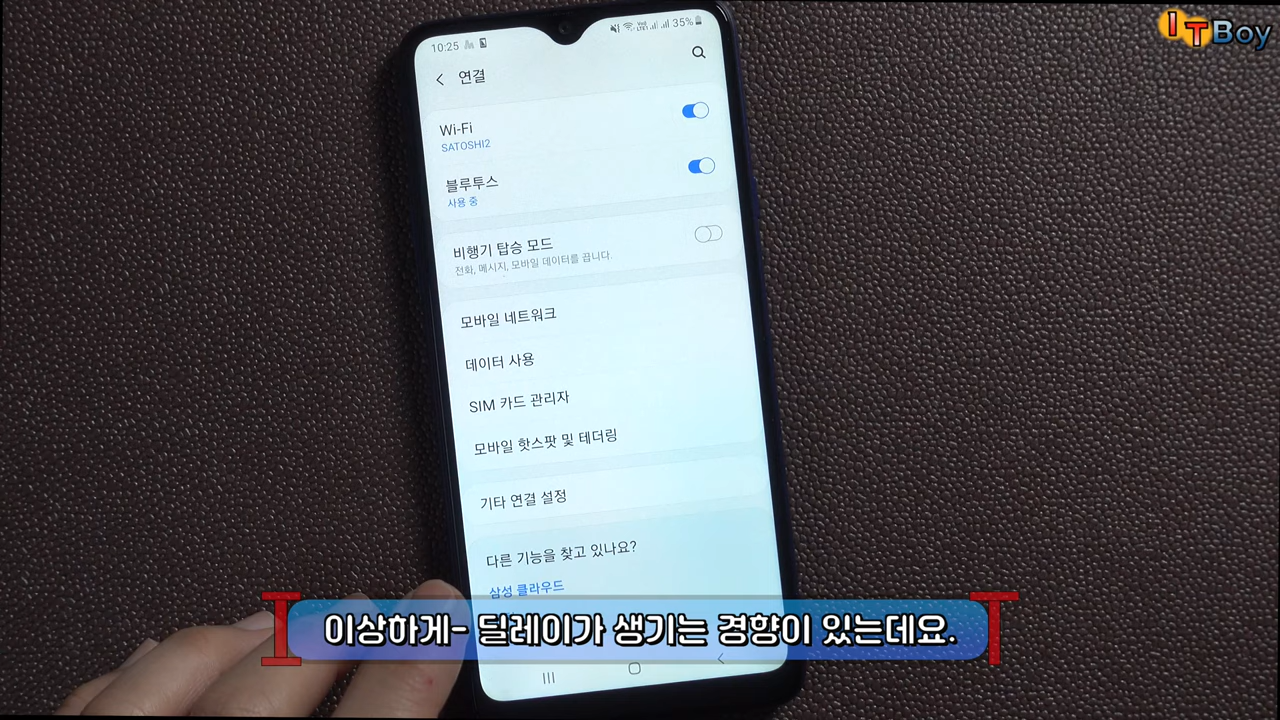 ITBoy
10:25
35%
연결
Wi-Fi
SATOSHI2
블루투스
사용 중
비행기 탑승 모드
전화, 메시지, 모바일 데이터를 끕니다.
모바일 네트워크
데이터 사용
SIM 카드 관리자
모바일 핫스팟 및 테더링
기타 연결 설정
다른 기능을 찾고 있나요?
삼성 클라우드
이상하게- 딜레이가 생기는 경향이 있는데요.